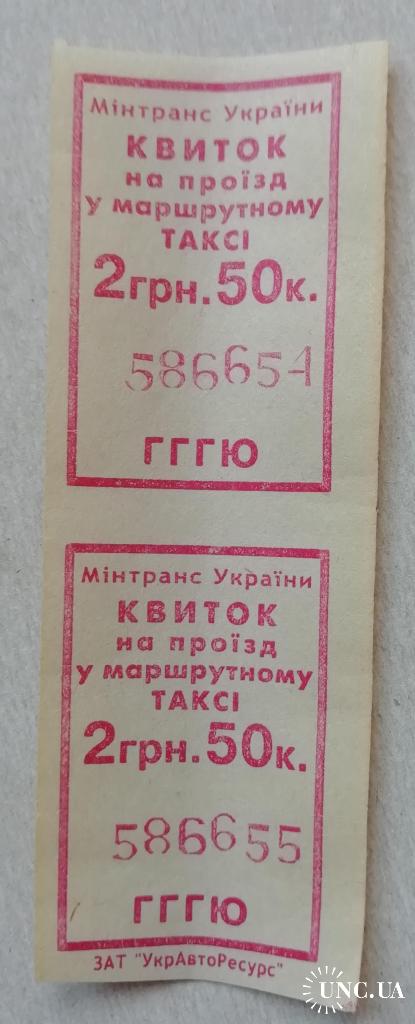 Мінтранс України
КВИТОК
на проїзд
у маршрутному
ТАКСІ
2грн.50к.
586654
ГГГЮ
Мінтранс України
КВИТОК
на проїзд
у маршрутному
ТАКСІ
2грн.50к.
586655
ГГГЮ
ЗАТ "УкрАвтоРесурс"
UNC.UA